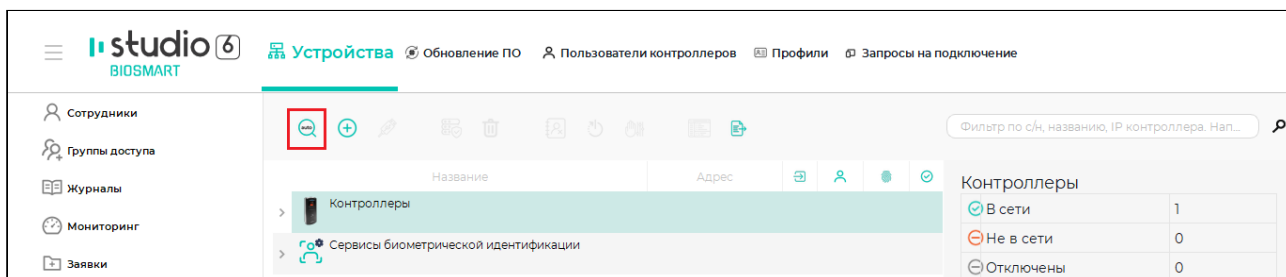 studio 6
BIOSMART
Устройства Обновление ПО Пользователи контроллеров Профили Запросы на подключение
Сотрудники
Группы доступа
Журналы
Мониторинг
Заявки
AUTO
Фильтр по с/н, названию, IP контроллера. Нап...
Название Адрес
Контроллеры
Сервисы биометрической идентификации
Контроллеры
В сети 1
Не в сети 0
Отключены 0